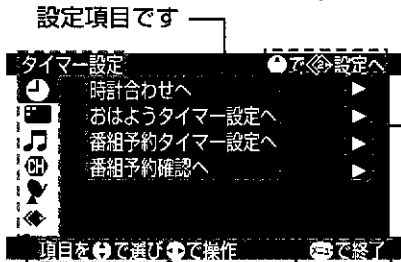 設定項目です
タイマー設定 で設定へ
時計合わせへ
おはようタイマー設定へ
番組予約タイマー設定へ
CH 番組予約確認へ
項目を で選び で操作 で終了